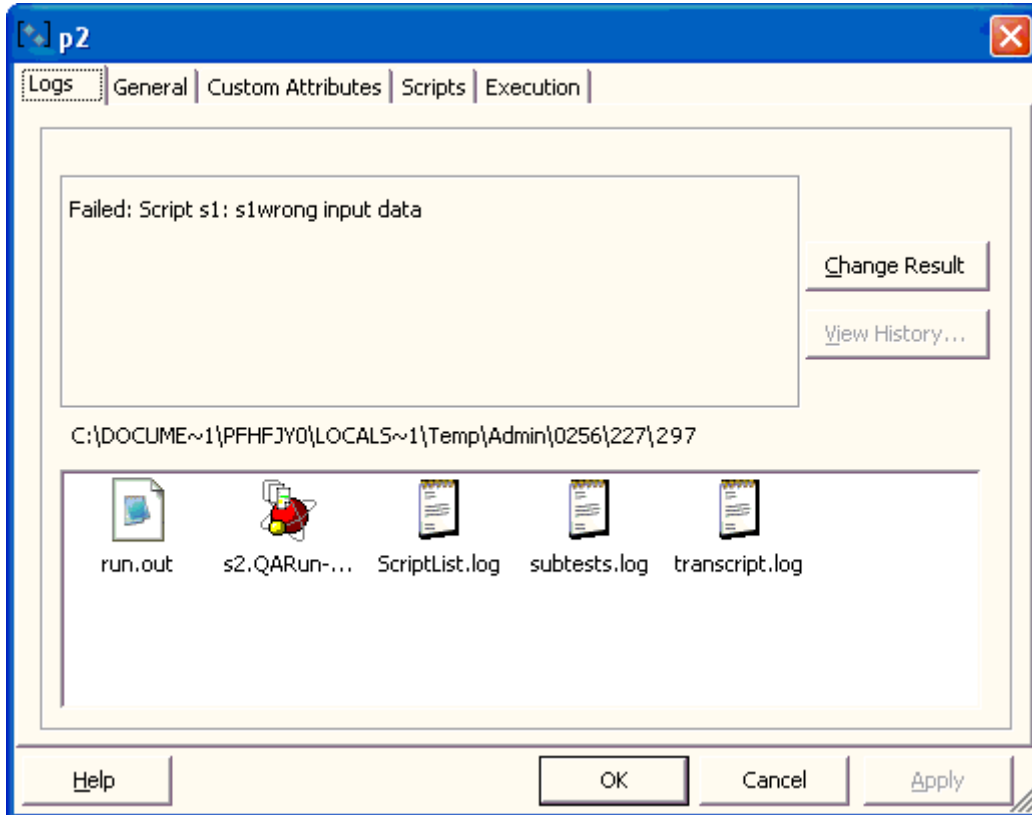 p2
Logs General Custom Attributes Scripts Execution
Failed: Script s1: s1wrong input data
Change Result
View History...
C:\DOCUME~1\PFHFJY0\LOCALS~1\Temp\Admin\0256\227\297
run.out s2.QARun-... ScriptList.log subtests.log transcript.log
Help OK Cancel Apply